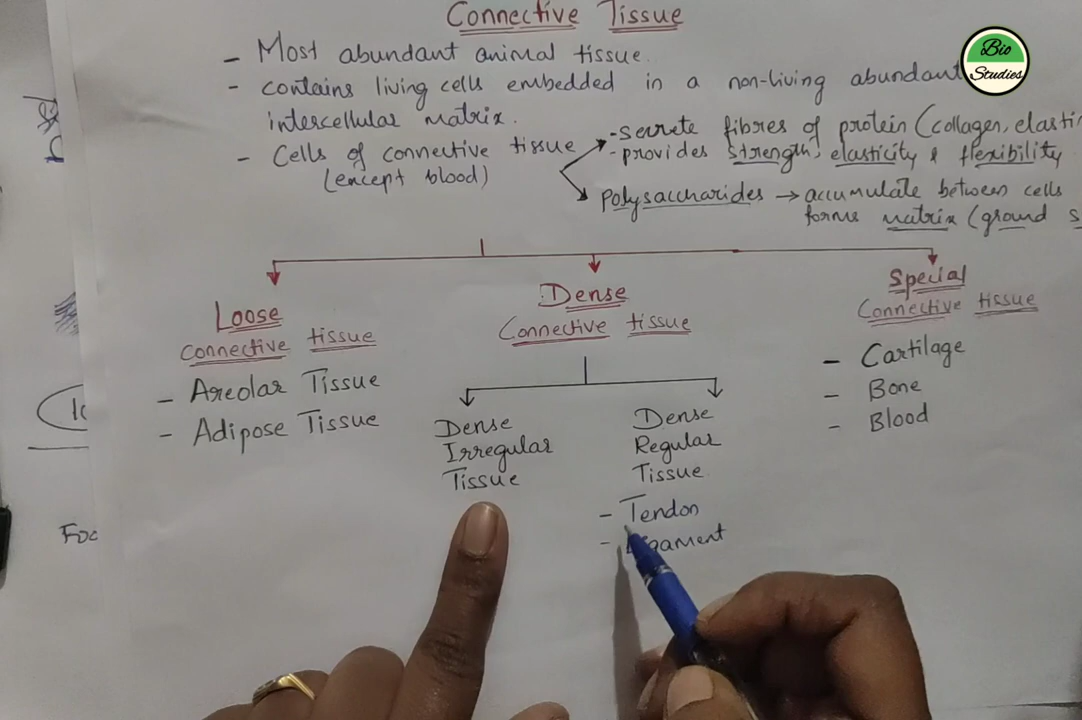 Connective Tissue
- Most abundant animal tissue.
- contains living cells embedded in a non-living abundant
intercellular matrix.
- Cells of connective tissue
(except blood)
- secrete fibres of protein (collagen, elasti
- provides strength, elasticity & flexibility
Polysaccharides → accumulate between cells
forms matrix (ground s
Bio
Studies
Loose
connective tissue
- Areolar Tissue
- Adipose Tissue
Dense
Connective tissue
Dense
Irregular
Tissue
Dense
Regular
Tissue
- Tendon
- Ligament
Special
Connective tissue
- Cartilage
- Bone
- Blood